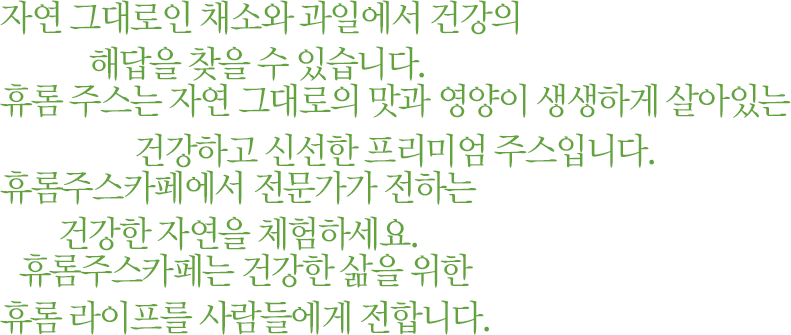 자연 그대로인 채소와 과일에서 건강의
해답을 찾을 수 있습니다.
휴롬 주스는 자연 그대로의 맛과 영양이 생생하게 살아있는
건강하고 신선한 프리미엄 주스입니다.
휴롬주스카페에서 전문가가 전하는
건강한 자연을 체험하세요.
휴롬주스카페는 건강한 삶을 위한
휴롬 라이프를 사람들에게 전합니다.